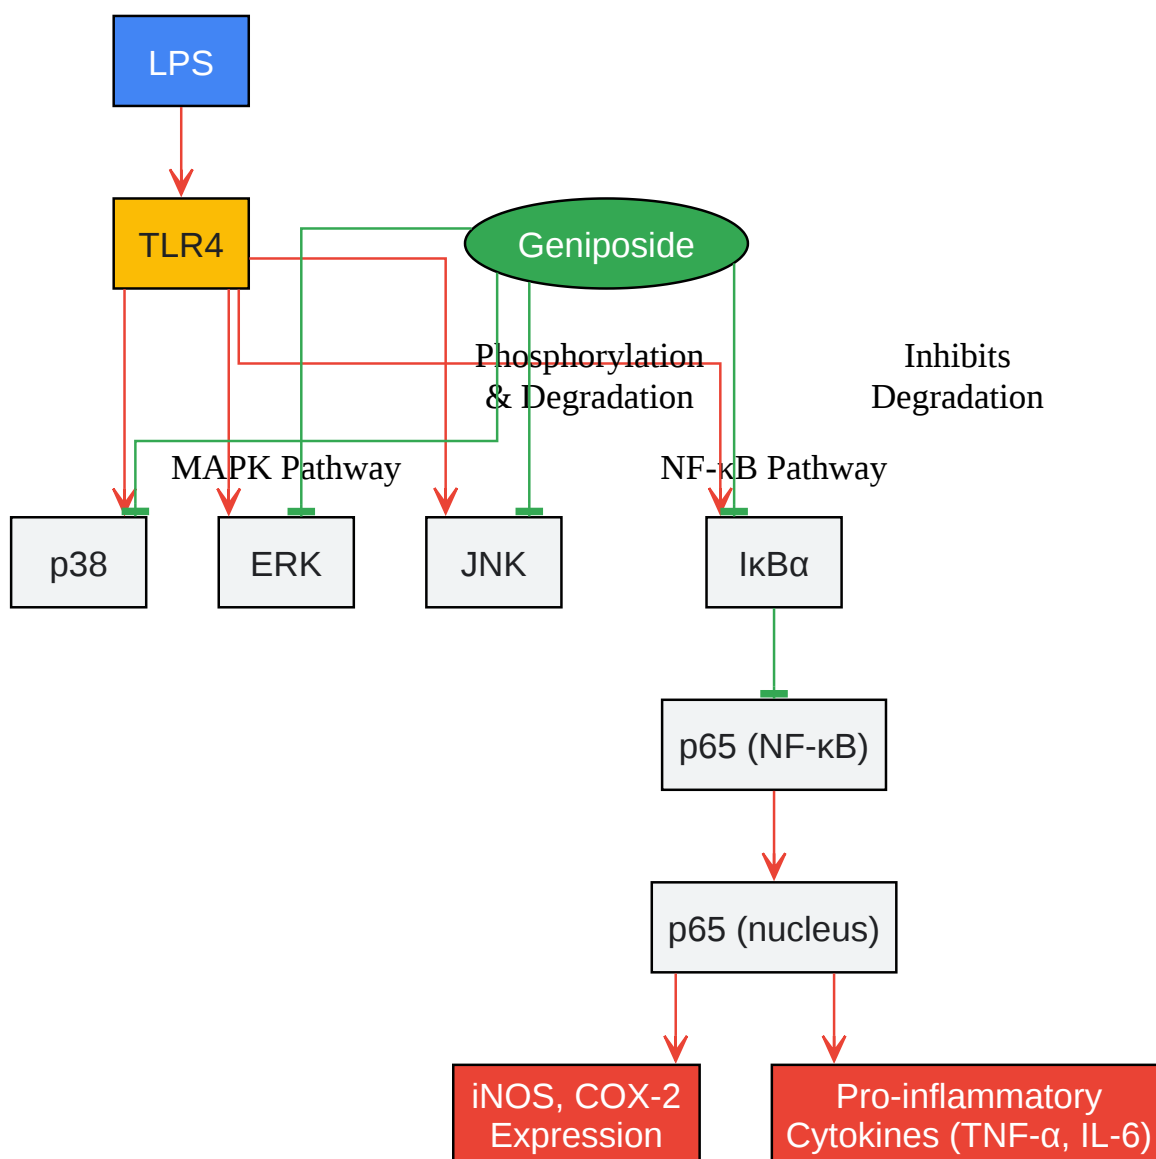 LPS
TLR4
Geniposide
Phosphorylation
& Degradation
Inhibits
Degradation
MAPK Pathway
NF-κB Pathway
p38
ERK
JNK
IκBα
p65 (NF-κB)
p65 (nucleus)
iNOS, COX-2
Expression
Pro-inflammatory
Cytokines (TNF-α, IL-6)